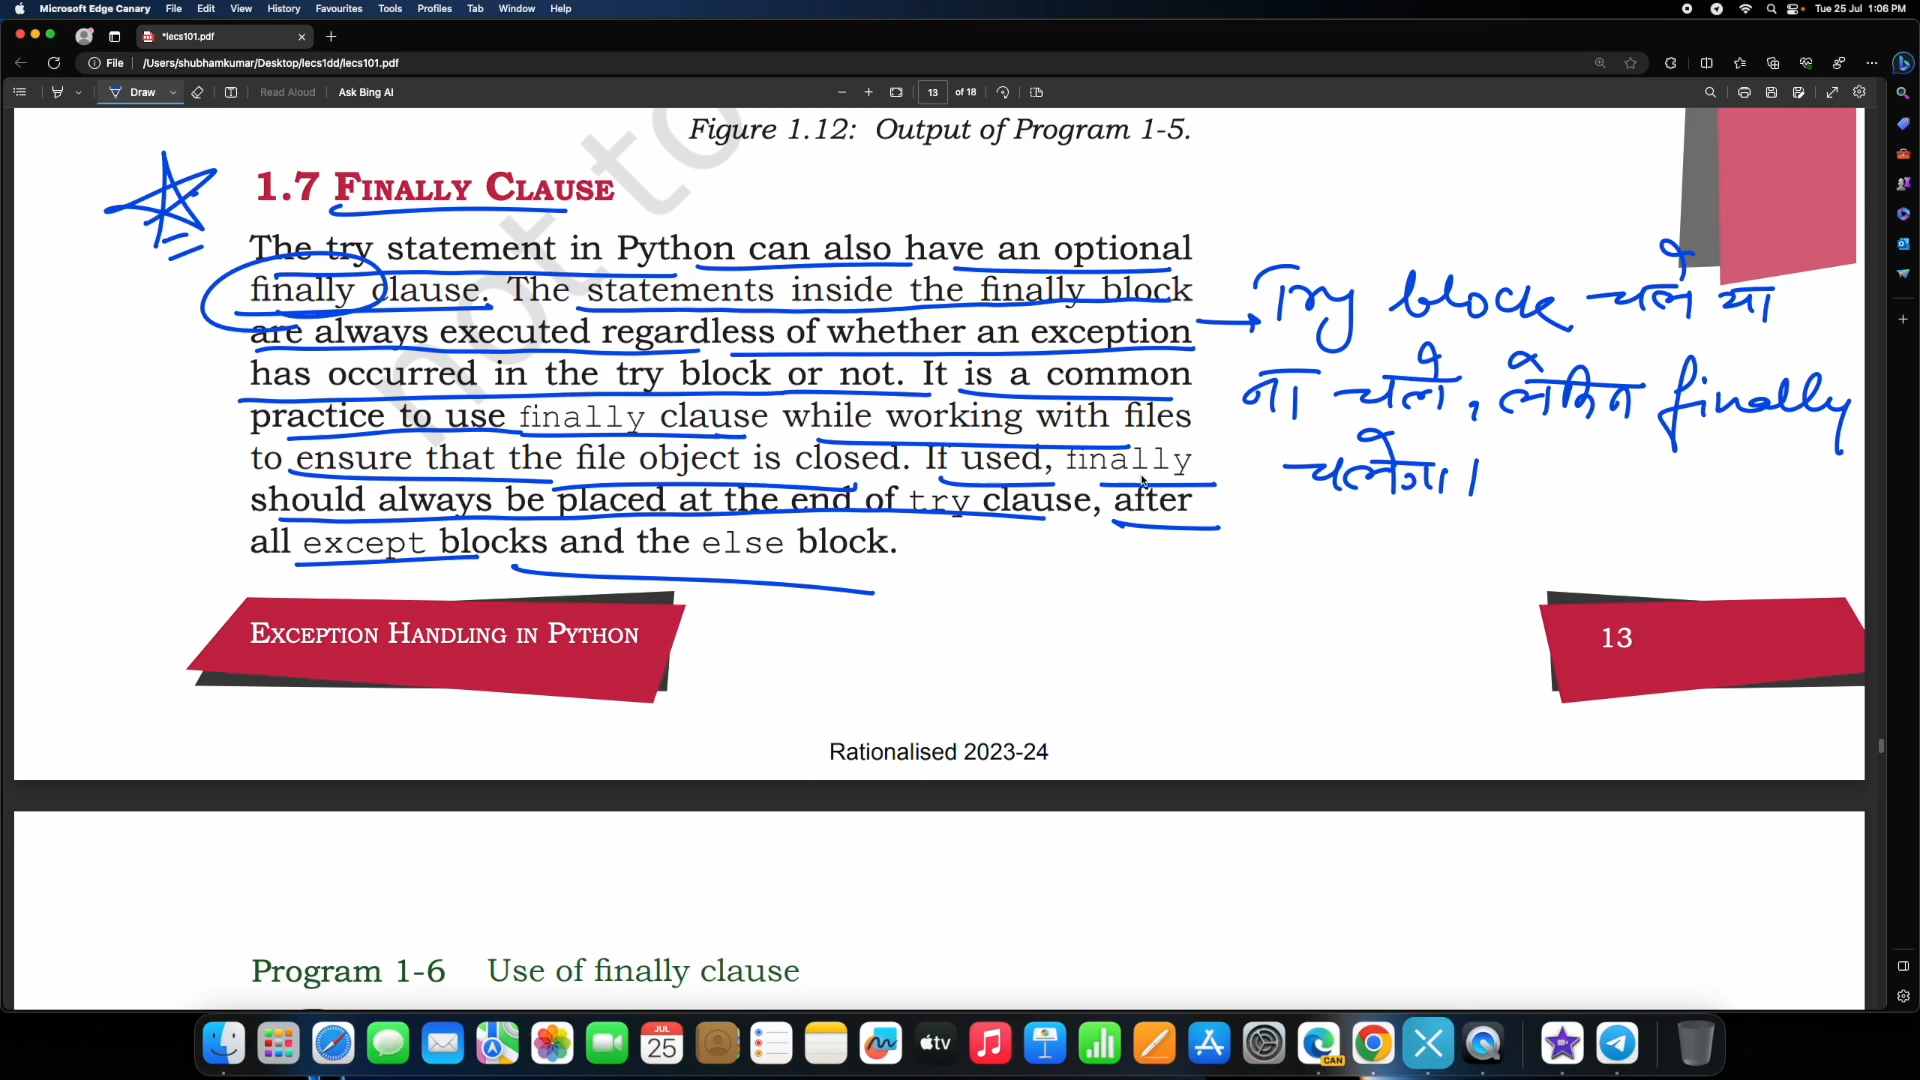 Microsoft Edge Canary File Edit View History Favourites Tools Profiles Tab Window Help Tue 25 Jul 1:06 PM
*lecs101.pdf
File /Users/shubhamkumar/Desktop/lecs1dd/lecs101.pdf
Draw Read Aloud Ask Bing AI 13 of 18
not to
Figure 1.12: Output of Program 1-5.
1.7 Finally Clause
The try statement in Python can also have an optional
finally clause. The statements inside the finally block
are always executed regardless of whether an exception
has occurred in the try block or not. It is a common
practice to use finally clause while working with files
to ensure that the file object is closed. If used, finally
should always be placed at the end of try clause, after
all except blocks and the else block.
Try block चले या
ना चले, लेकिन finally
चलेगा।
Exception Handling in Python
13
Rationalised 2023-24
Program 1-6 Use of finally clause
JUL
25
tv
CAN